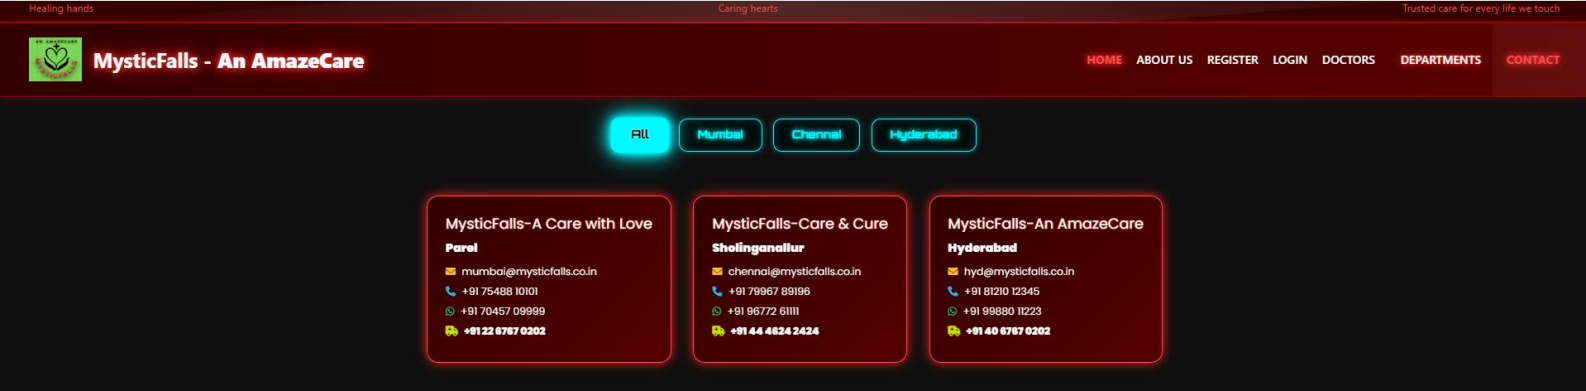 Healing hands
Caring hearts
Trusted care for every life we touch
AN AMAZECARE
MYSTICFALLS
MysticFalls - An AmazeCare
HOME ABOUT US REGISTER LOGIN DOCTORS DEPARTMENTS CONTACT
All Mumbai Chennai Hyderabad
MysticFalls-A Care with Love
Parel
mumbai@mysticfalls.co.in
+91 75488 10101
+91 70457 09999
+91 22 6767 0202
MysticFalls-Care & Cure
Sholinganallur
chennai@mysticfalls.co.in
+91 79967 89196
+91 96772 61111
+91 44 4624 2424
MysticFalls-An AmazeCare
Hyderabad
hyd@mysticfalls.co.in
+91 81210 12345
+91 99880 11223
+91 40 6767 0202